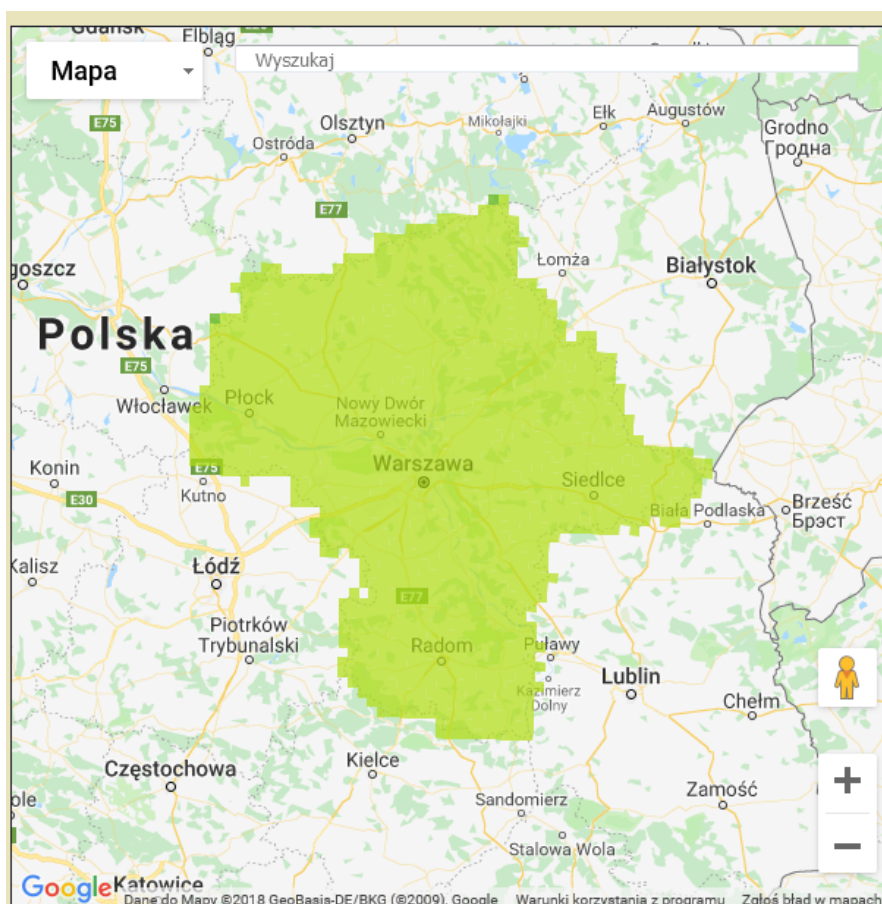 Gdańsk
Elbląg
Mapa
Wyszukaj
E75
Olsztyn
Mikołajki
Ełk
Augustów
Ostróda
Grodno
Гродна
E77
Łomża
Białystok
goszcz
Polska
E75
Włocławek
Płock
Nowy Dwór
Mazowiecki
Konin
E75
Warszawa
Siedlce
E30
Kutno
Biała Podlaska
Brześć
Брэст
Kalisz
Łódź
E77
Piotrków
Trybunalski
Radom
Puławy
Kazimierz
Dolny
Lublin
Chełm
Kielce
Częstochowa
Zamość
ole
Sandomierz
Stalowa Wola
Google
Katowice
Dane do Mapy ©2018 GeoBasis-DE/BKG (©2009), Google Warunki korzystania z programu Zgłoś błąd w mapach